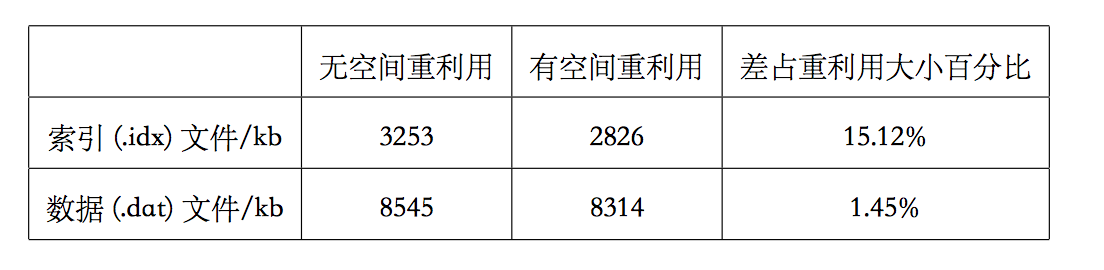 无空间重利用 有空间重利用 差占重利用大小百分比
索引 (.idx) 文件/kb 3253 2826 15.12%
数据 (.dat) 文件/kb 8545 8314 1.45%